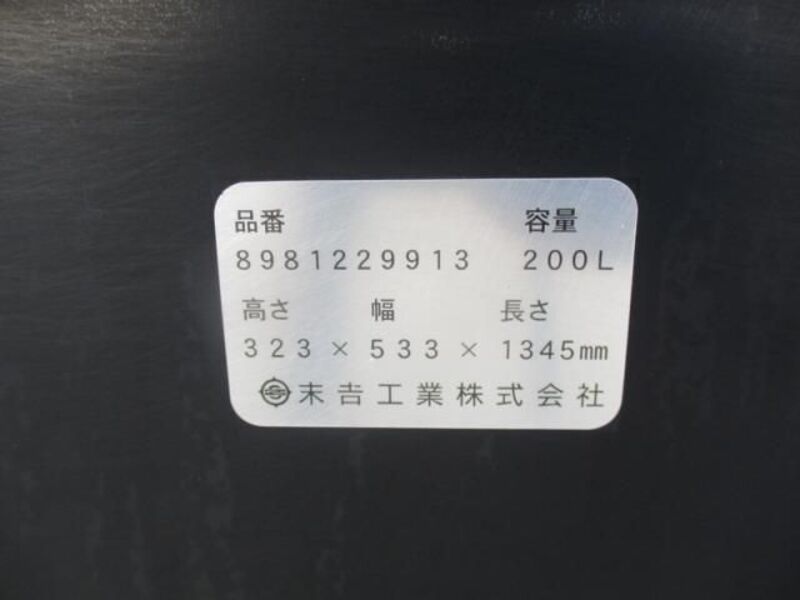 品番 容量
8981229913 200L
高さ 幅 長さ
323 × 533 × 1345mm
末吉工業株式会社